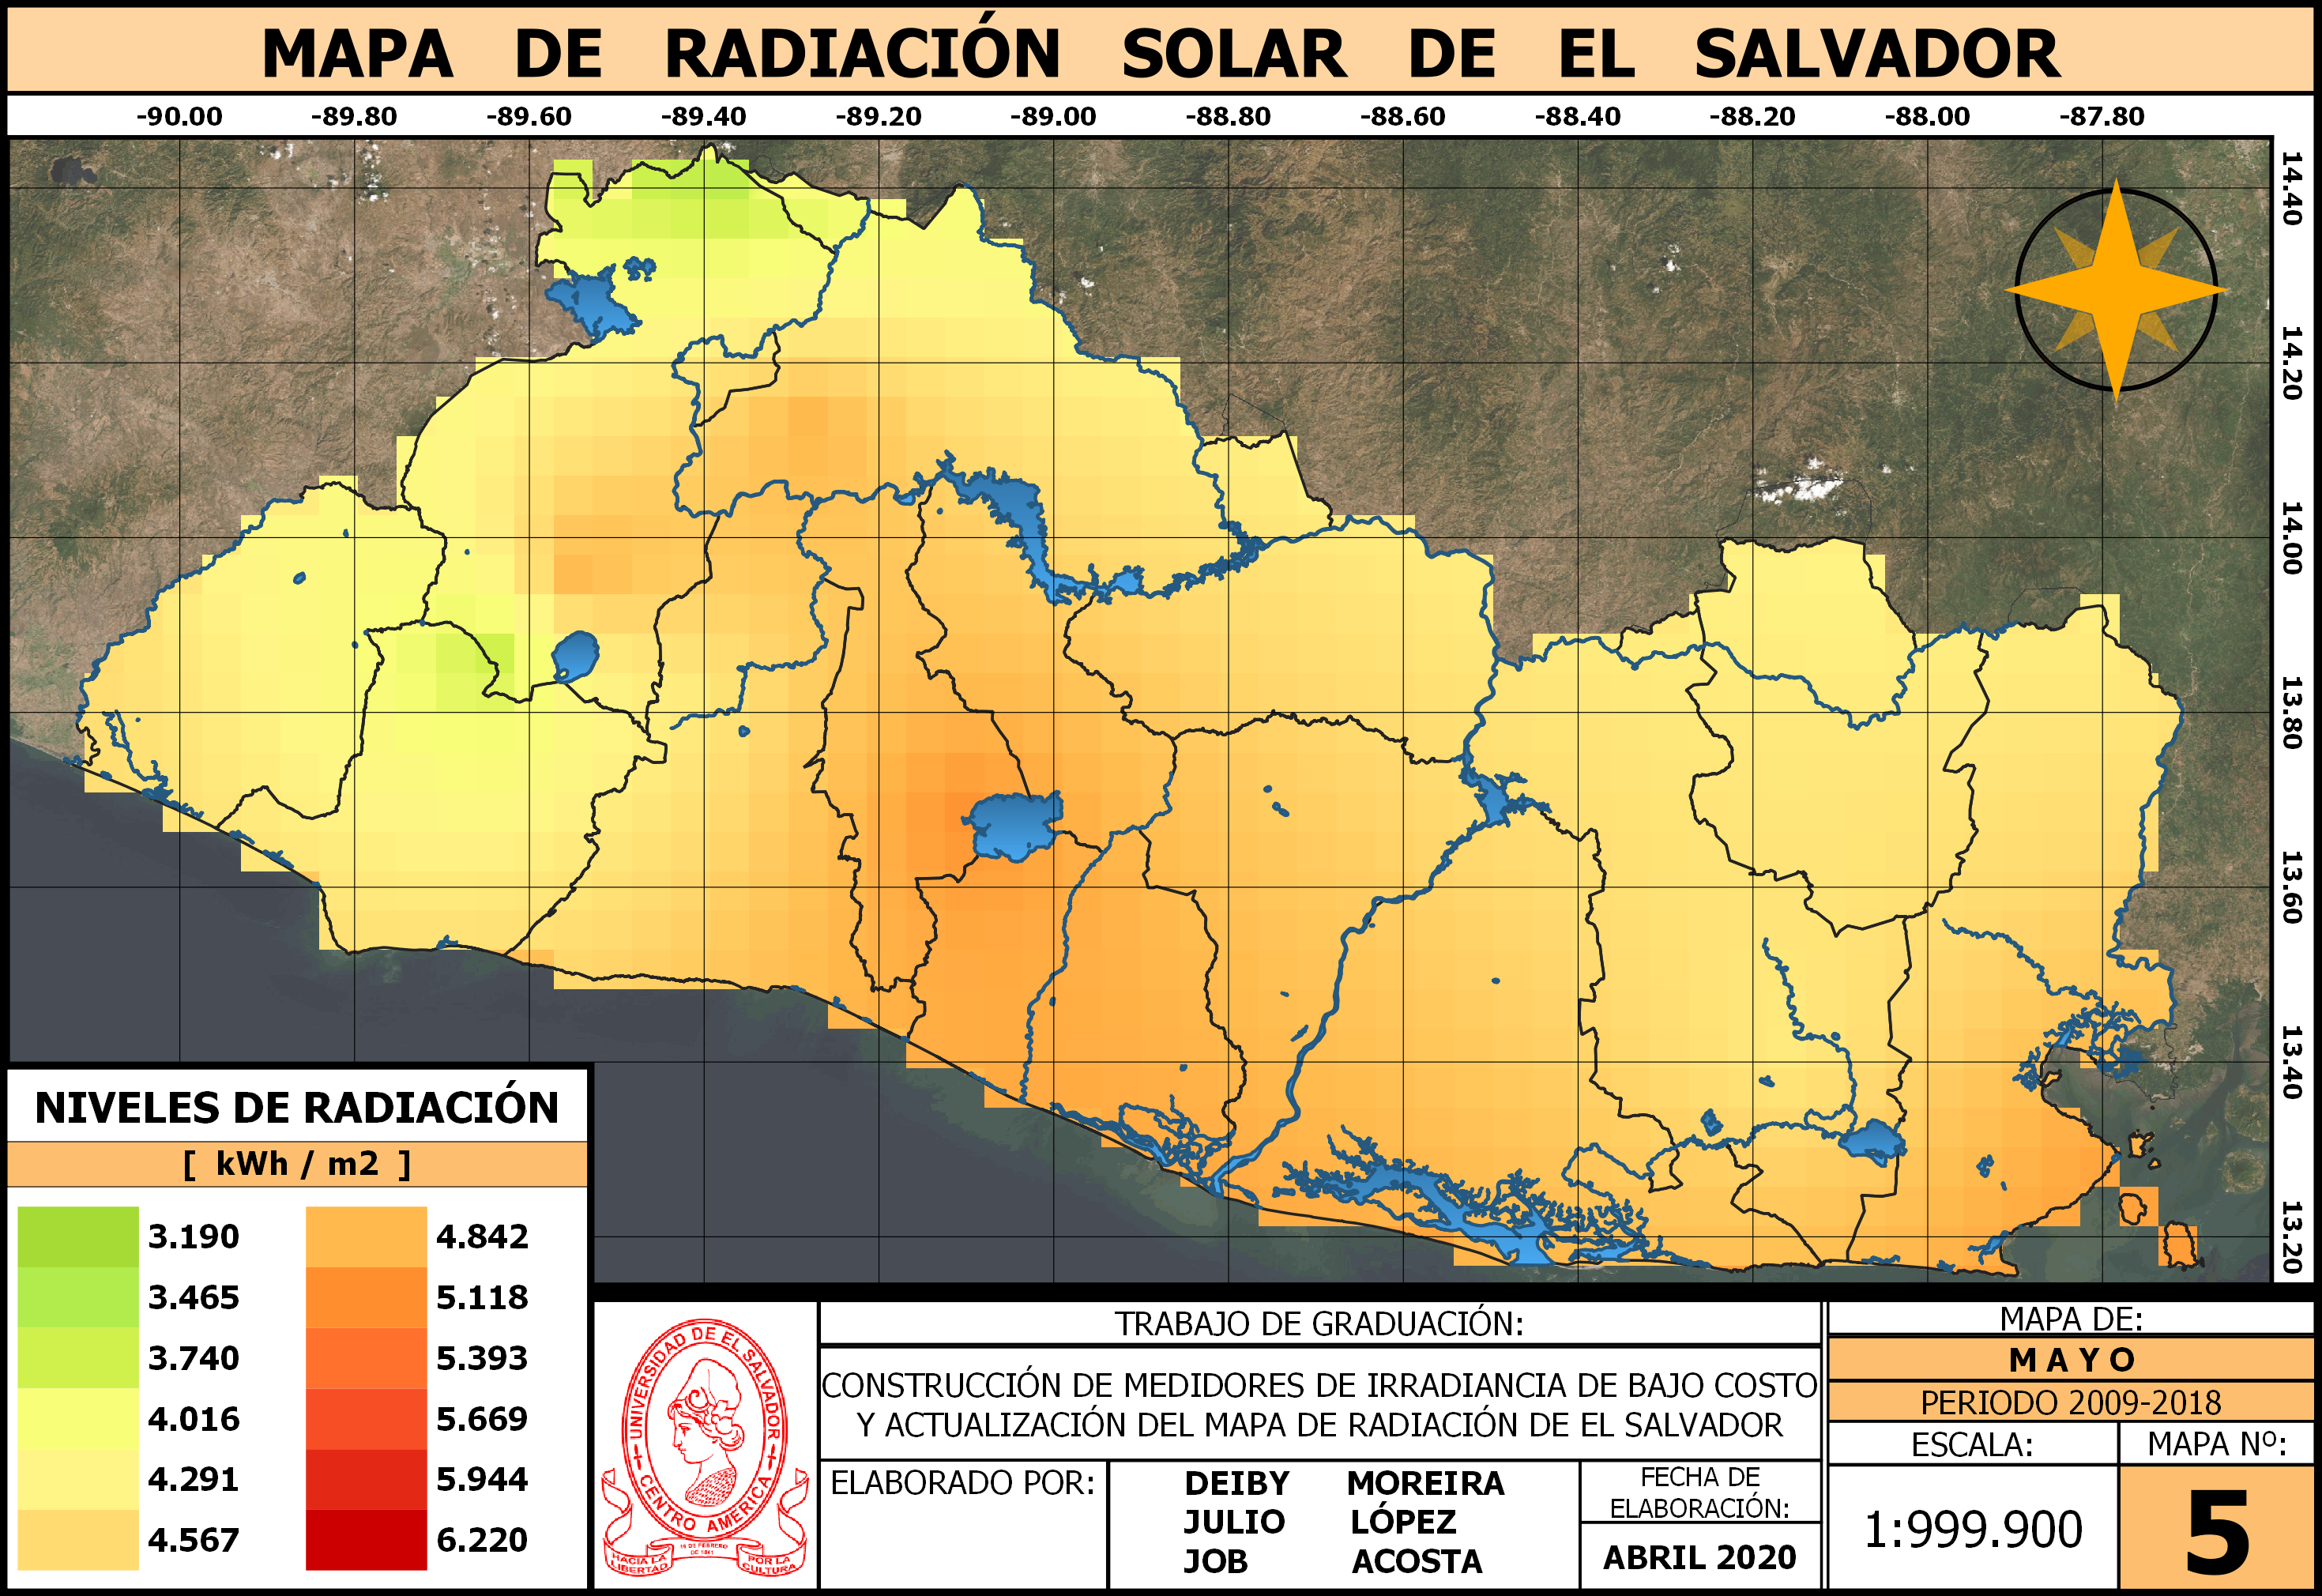 MAPA DE RADIACIÓN SOLAR DE EL SALVADOR
-90.00 -89.80 -89.60 -89.40 -89.20 -89.00 -88.80 -88.60 -88.40 -88.20 -88.00 -87.80
14.40
14.20
14.00
13.80
13.60
13.40
13.20
NIVELES DE RADIACIÓN
[ kWh / m2 ]
3.190 4.842
3.465 5.118
3.740 5.393
4.016 5.669
4.291 5.944
4.567 6.220
UNIVERSIDAD DE EL SALVADOR
CENTRO AMERICA
HACIA LA LIBERTAD
16 DE FEBRERO
DE 1841
POR LA CULTURA
TRABAJO DE GRADUACIÓN:
CONSTRUCCIÓN DE MEDIDORES DE IRRADIANCIA DE BAJO COSTO
Y ACTUALIZACIÓN DEL MAPA DE RADIACIÓN DE EL SALVADOR
ELABORADO POR:
DEIBY MOREIRA
JULIO LÓPEZ
JOB ACOSTA
FECHA DE
ELABORACIÓN:
ABRIL 2020
MAPA DE:
MAYO
PERIODO 2009-2018
ESCALA:
1:999.900
MAPA Nº:
5